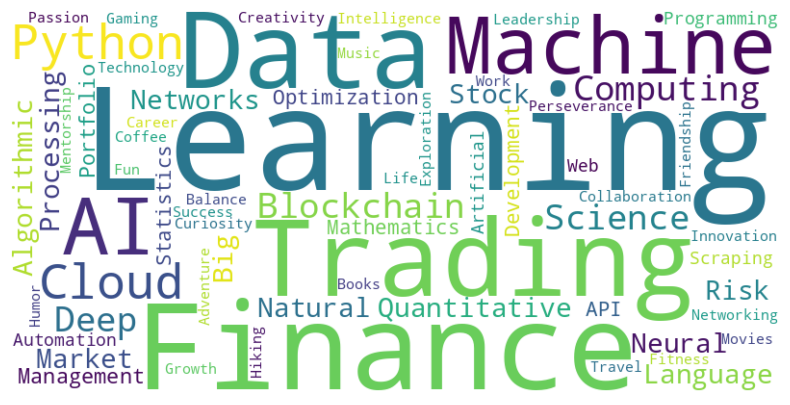 Passion
Gaming
Creativity
Intelligence
Leadership
Programming
Python
Data
Machine
Music
Technology
Work
Computing
Networks
Optimization
Stock
Perseverance
Learning
Processing
Mentorship
Portfolio
Career
Coffee
Fun
Algorithmic
Statistics
Exploration
Artificial
Development
Friendship
Web
Life
Collaboration
AI
Balance
Success
Curiosity
Blockchain
Mathematics
Science
Innovation
Big
Trading
Scraping
Cloud
Adventure
Books
Risk
Humor
Deep
Natural
Quantitative
API
Networking
Automation
Finance
Neural
Movies
Market
Hiking
Fitness
Management
Growth
Travel
Language